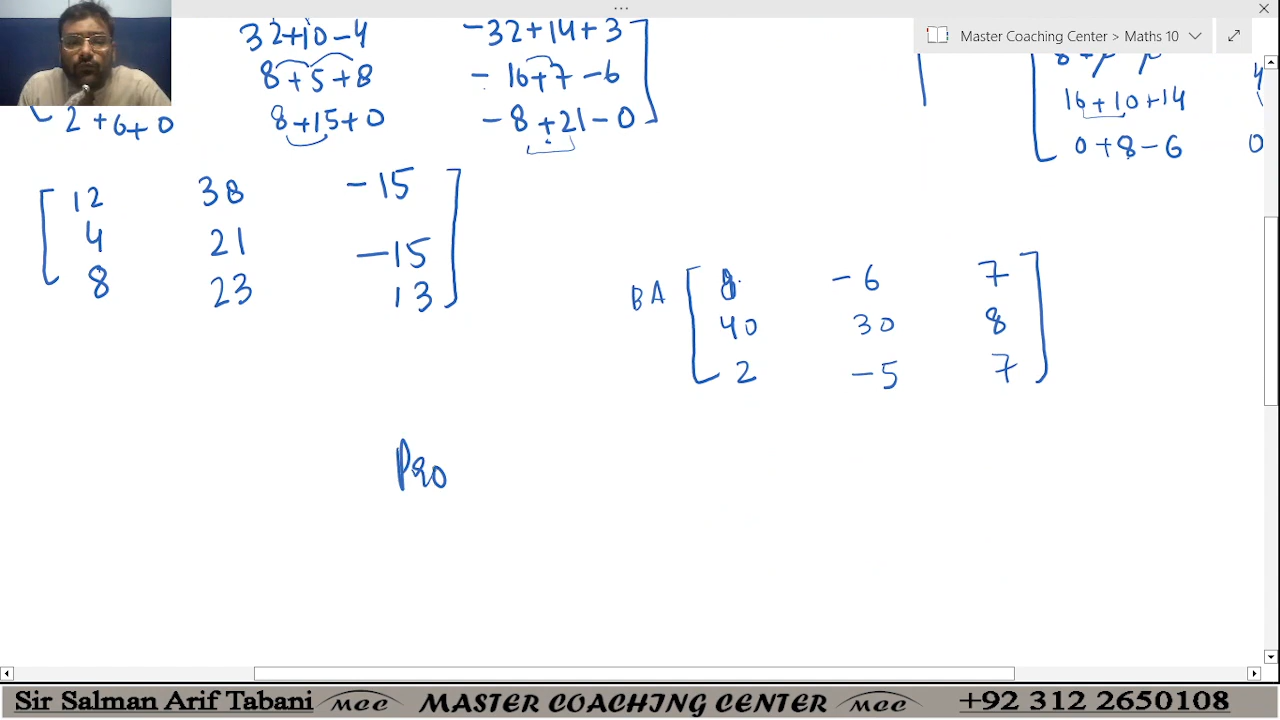 Master Coaching Center > Maths 10
32+10-4 -32+14+3
8+5+8 -16+7-6
2+6+0 8+15+0 -8+21-0
16+10+14
0+8-6 0
12 38 -15
4 21 -15
8 23 13
BA 8 -6 7
40 30 8
2 -5 7
Pro
Sir Salman Arif Tabani MCC MASTER COACHING CENTER MCC +92 312 2650108